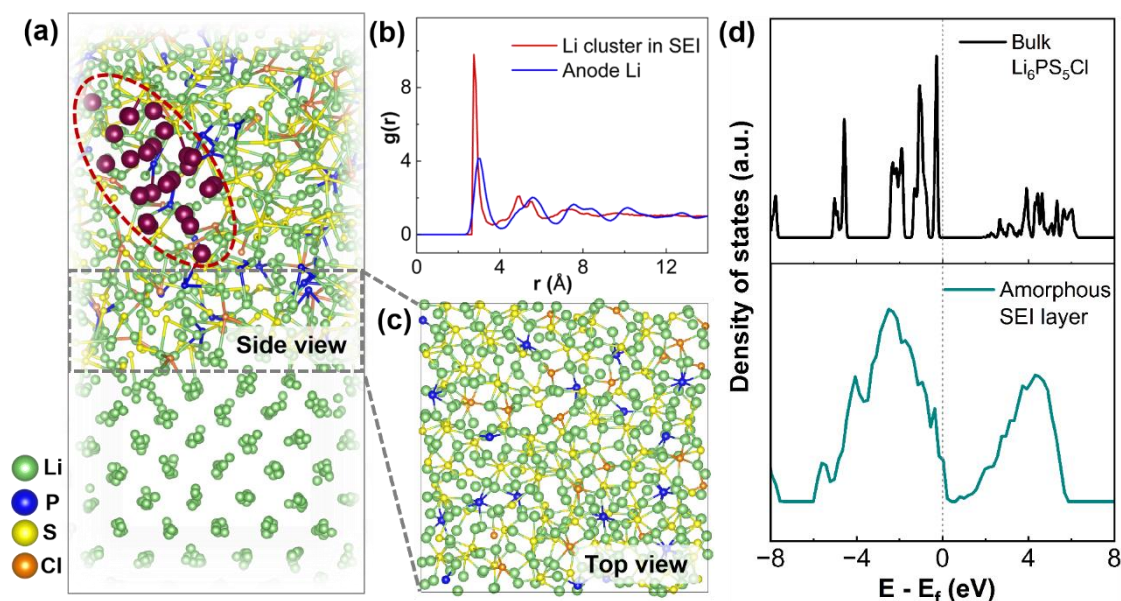 (a)
Side view
Li
P
S
Cl
(b)
Li cluster in SEI
Anode Li
g(r)
8
4
0
0 4 8 12
r (Å)
(c)
Top view
(d)
Bulk
Li₆PS₅Cl
Amorphous
SEI layer
Density of states (a.u.)
−8 −4 0 4 8
E - E_f (eV)